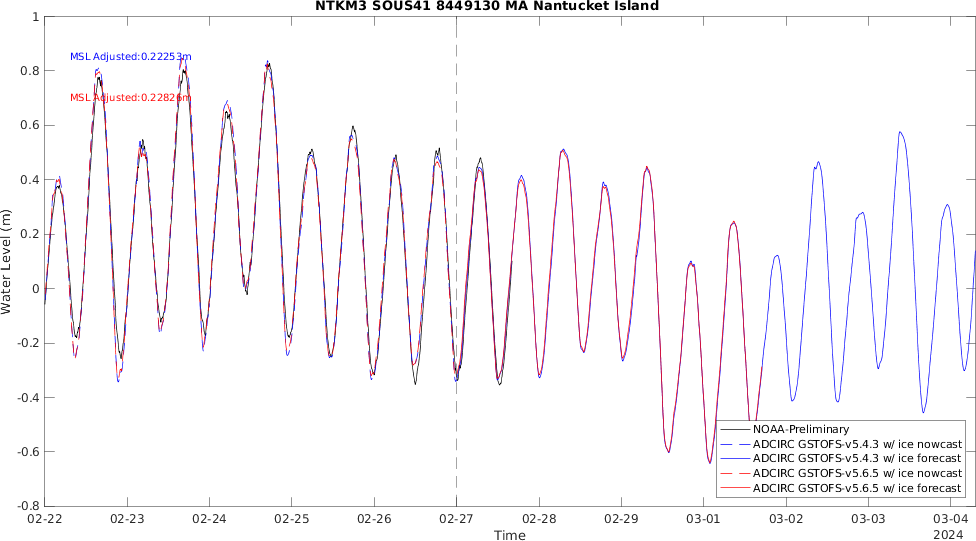 NTKM3 SOUS41 8449130 MA Nantucket Island
1
MSL Adjusted:0.22253m
0.8
MSL Adjusted:0.22826m
0.6
0.4
0.2
0
-0.2
-0.4
-0.6
-0.8
Water Level (m)
NOAA-Preliminary
ADCIRC GSTOFS-v5.4.3 w/ ice nowcast
ADCIRC GSTOFS-v5.4.3 w/ ice forecast
ADCIRC GSTOFS-v5.6.5 w/ ice nowcast
ADCIRC GSTOFS-v5.6.5 w/ ice forecast
02-22 02-23 02-24 02-25 02-26 02-27 02-28 02-29 03-01 03-02 03-03 03-04
Time 2024